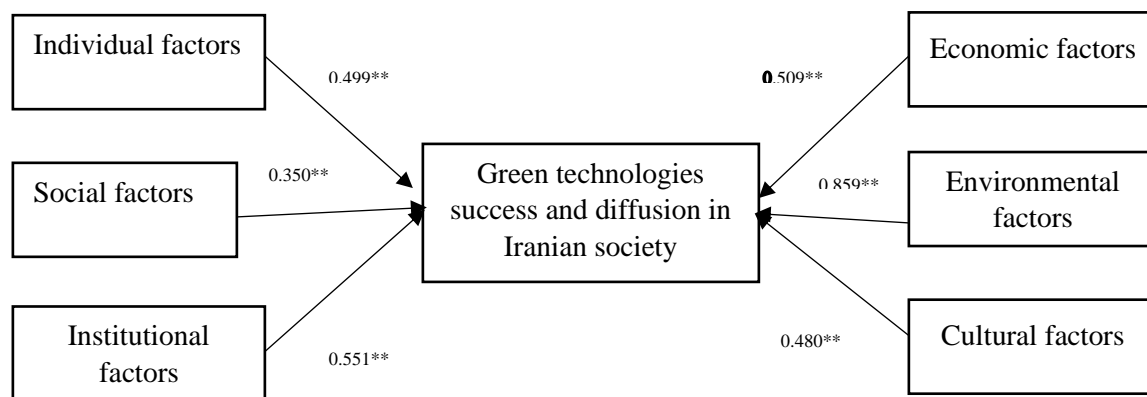 Individual factors
0.499**
Social factors
0.350**
Institutional
factors
0.551**
Green technologies
success and diffusion in
Iranian society
Economic factors
0.509**
Environmental
factors
0.859**
Cultural factors
0.480**